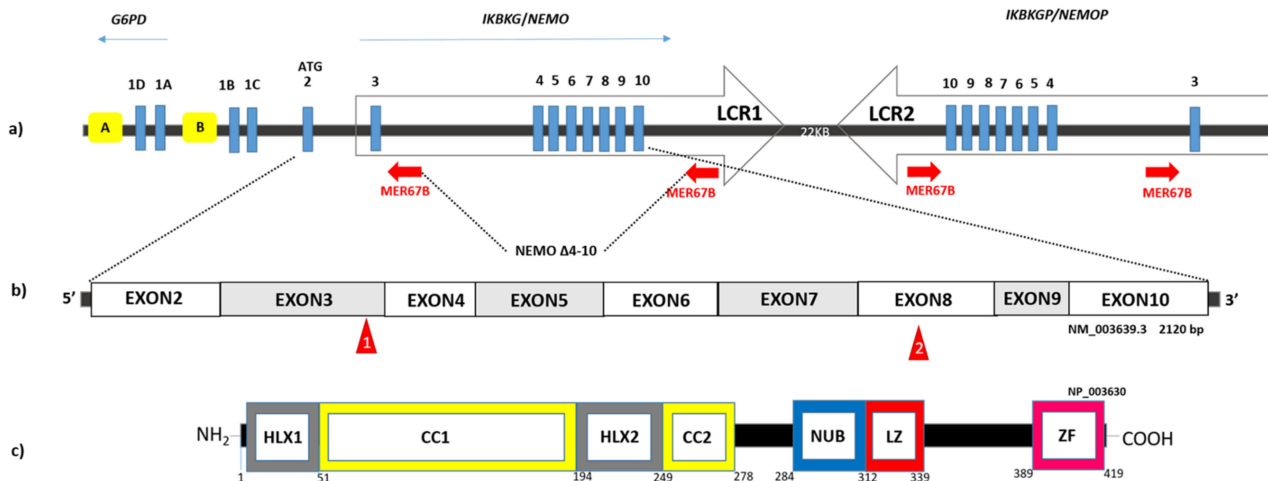 G6PD
IKBKG/NEMO
IKBKGP/NEMOP
1D 1A 1B 1C ATG 2 3 4 5 6 7 8 9 10
10 9 8 7 6 5 4 3
a)
A B LCR1 22KB LCR2
MER67B MER67B MER67B MER67B
NEMO Δ4-10
b)
5’ EXON2 EXON3 EXON4 EXON5 EXON6 EXON7 EXON8 EXON9 EXON10 3’
NM_003639.3 2120 bp
1 2
NP_003630
c)
NH2 HLX1 CC1 HLX2 CC2 NUB LZ ZF COOH
1 51 194 249 278 284 312 339 389 419